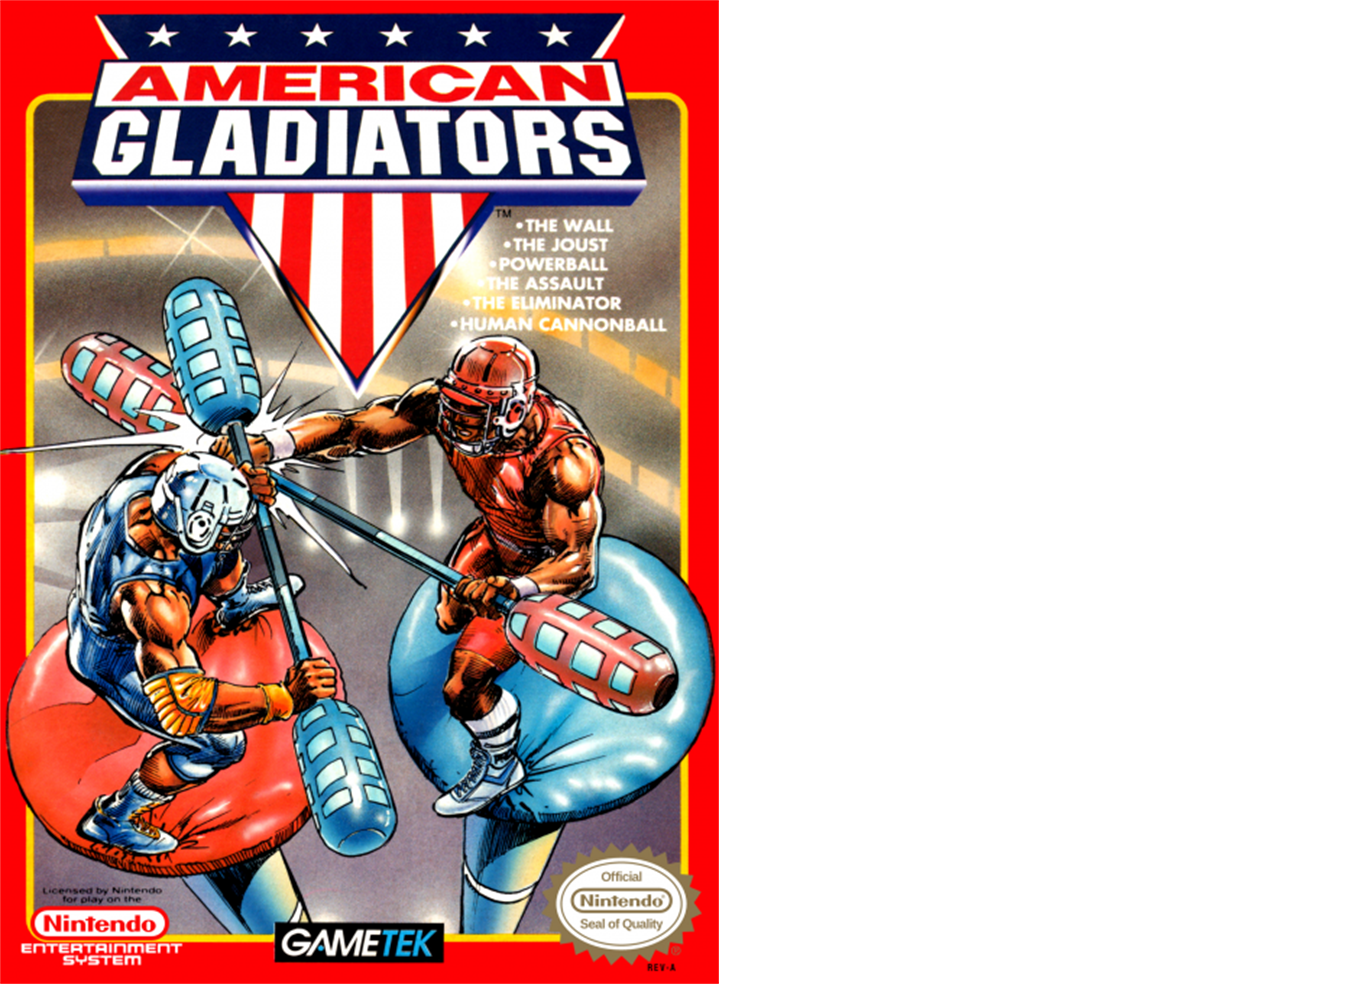 AMERICAN
GLADIATORS
TM
•THE WALL
•THE JOUST
•POWERBALL
•THE ASSAULT
•THE ELIMINATOR
•HUMAN CANNONBALL
Licensed by Nintendo
for play on the
Nintendo
ENTERTAINMENT
SYSTEM
GAMETEK
Official
Nintendo
Seal of Quality
REV-A